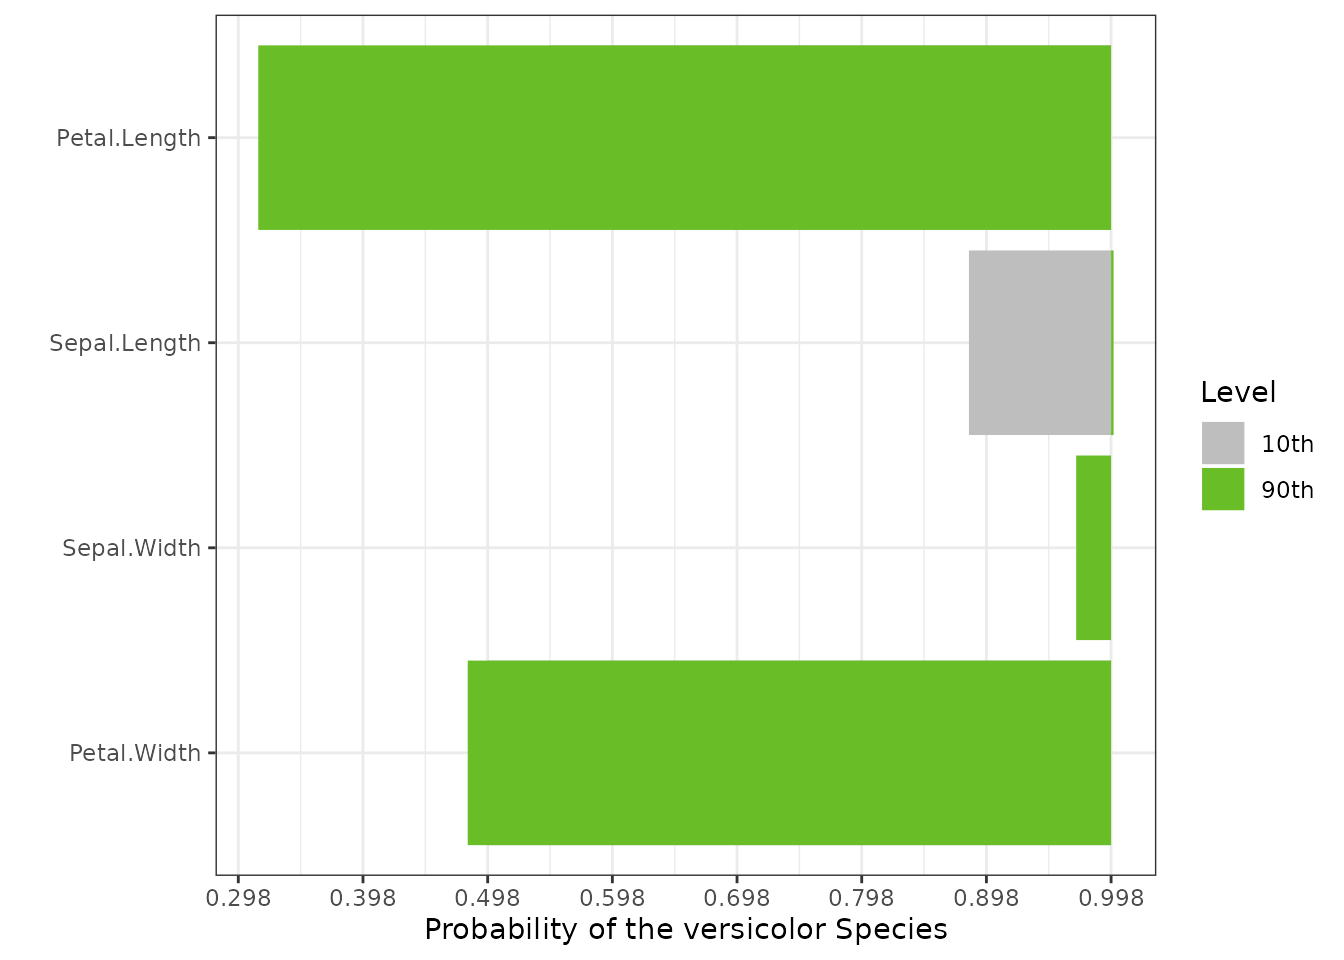 Petal.Length
Sepal.Length
Sepal.Width
Petal.Width
0.298 0.398 0.498 0.598 0.698 0.798 0.898 0.998
Probability of the versicolor Species
Level
10th
90th